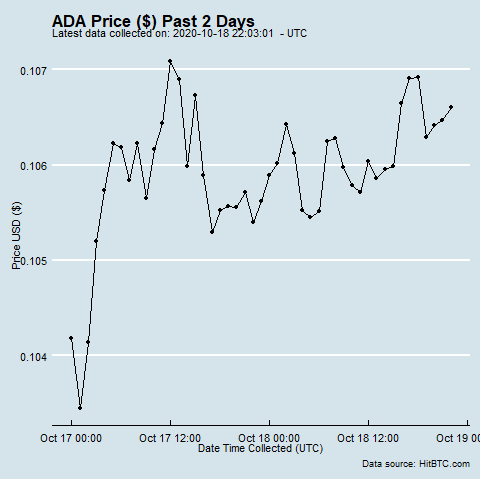 ADA Price ($) Past 2 Days
Latest data collected on: 2020-10-18 22:03:01 - UTC
0.107
0.106
0.105
0.104
Price USD ($)
Oct 17 00:00 Oct 17 12:00 Oct 18 00:00 Oct 18 12:00 Oct 19 0
Date Time Collected (UTC)
Data source: HitBTC.com